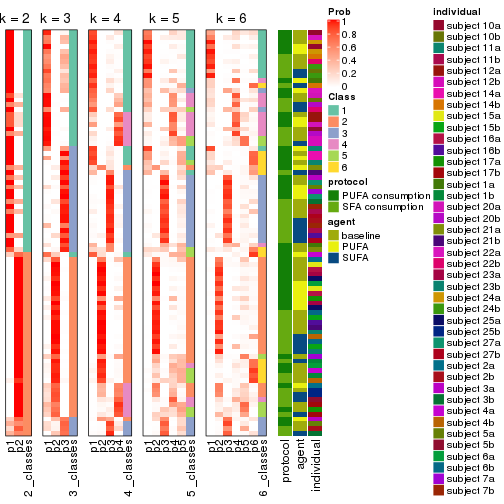 k = 2
k = 3
k = 4
k = 5
k = 6
p1
p2
2_classes
p1
p2
p3
3_classes
p1
p2
p3
p4
4_classes
p1
p2
p3
p4
p5
5_classes
p1
p2
p3
p4
p5
p6
6_classes
protocol
agent
individual
Prob
1
0.8
0.6
0.4
0.2
0
Class
1
2
3
4
5
6
protocol
PUFA consumption
SFA consumption
agent
baseline
PUFA
SUFA
individual
subject 10a
subject 10b
subject 11a
subject 11b
subject 12a
subject 12b
subject 14a
subject 14b
subject 15a
subject 15b
subject 16a
subject 16b
subject 17a
subject 17b
subject 1a
subject 1b
subject 20a
subject 20b
subject 21a
subject 21b
subject 22a
subject 22b
subject 23a
subject 23b
subject 24a
subject 24b
subject 25a
subject 25b
subject 27a
subject 27b
subject 2a
subject 2b
subject 3a
subject 3b
subject 4a
subject 4b
subject 5a
subject 5b
subject 6a
subject 6b
subject 7a
subject 7b